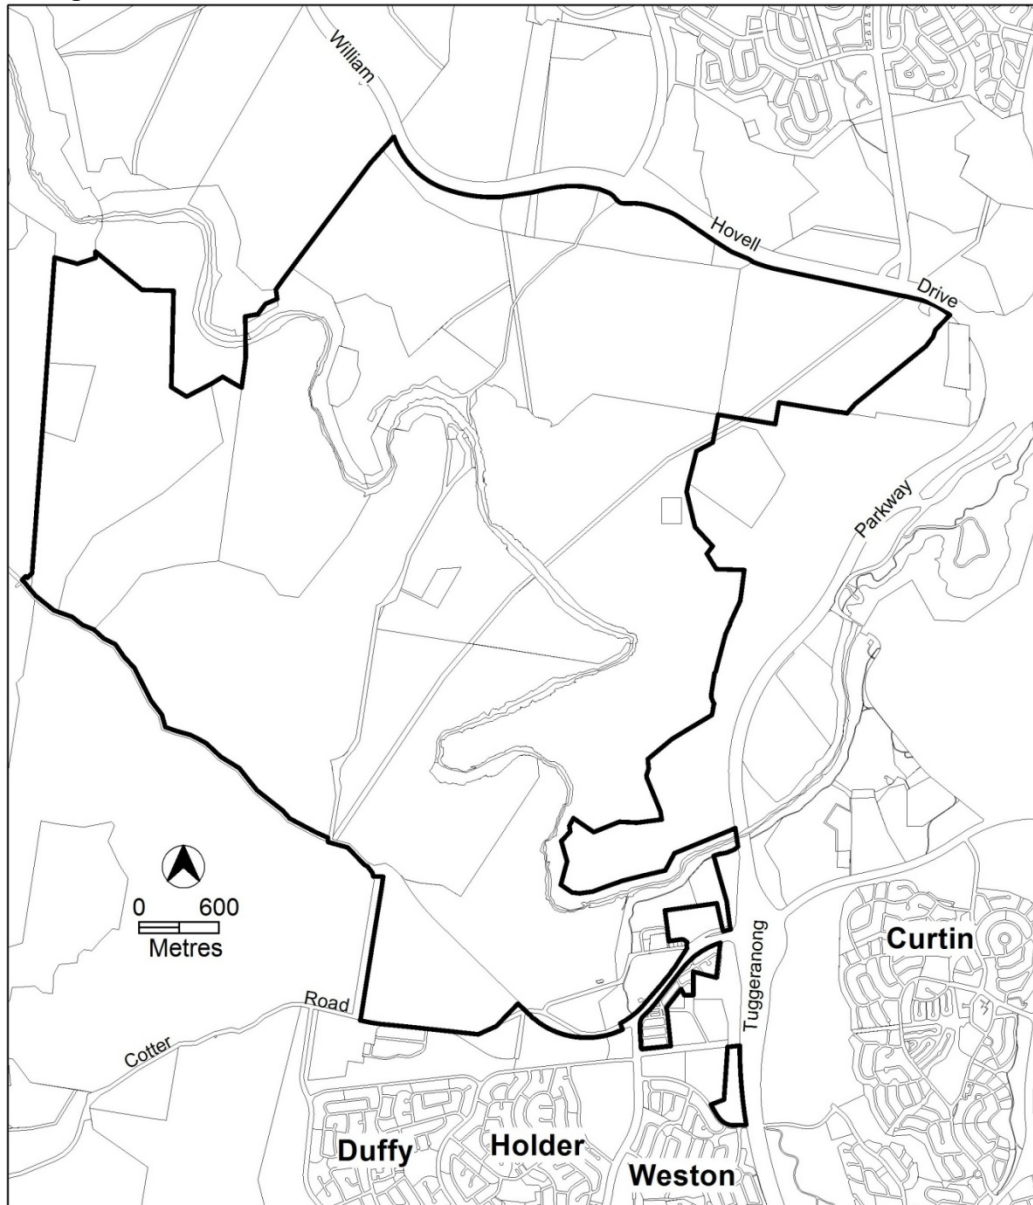 William
Hovell
Drive
Parkway
0 600
Metres
Tuggeranong
Curtin
Road
Cotter
Duffy
Holder
Weston